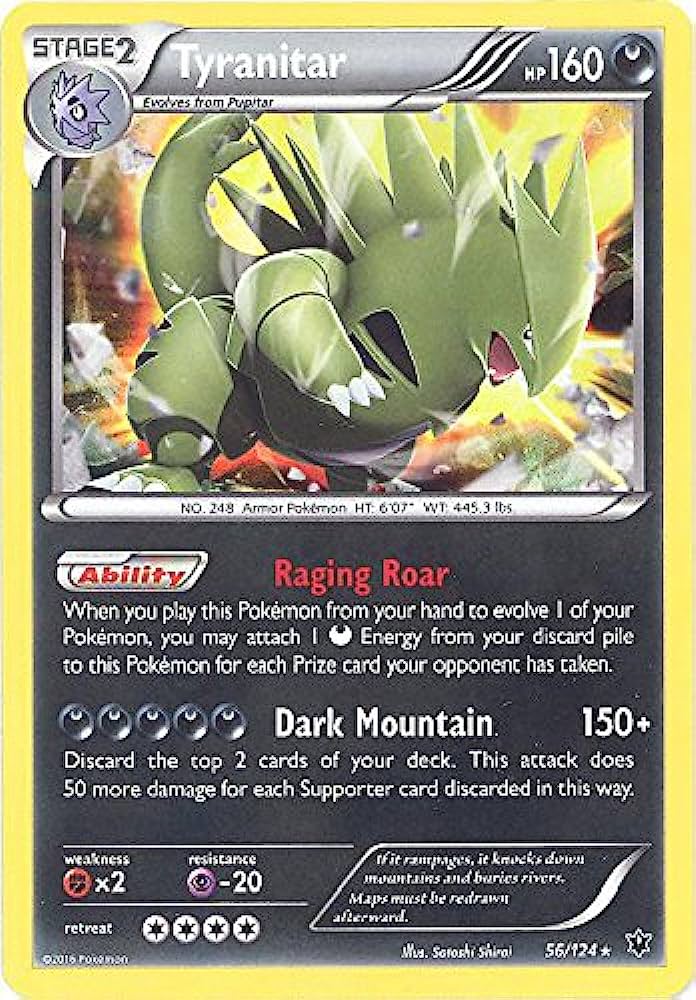 STAGE2
Tyranitar
HP160
Evolves from Pupitar
NO. 248 Armor Pokémon HT: 6'07" WT: 445.3 lbs.
Ability Raging Roar
When you play this Pokémon from your hand to evolve 1 of your
Pokémon, you may attach 1 Energy from your discard pile
to this Pokémon for each Prize card your opponent has taken.
Dark Mountain 150+
Discard the top 2 cards of your deck. This attack does
50 more damage for each Supporter card discarded in this way.
weakness
×2
resistance
-20
retreat
If it rampages, it knocks down
mountains and buries rivers.
Maps must be redrawn
afterward.
©2016 Pokémon
Illus. Satoshi Shirai
56/124 ★